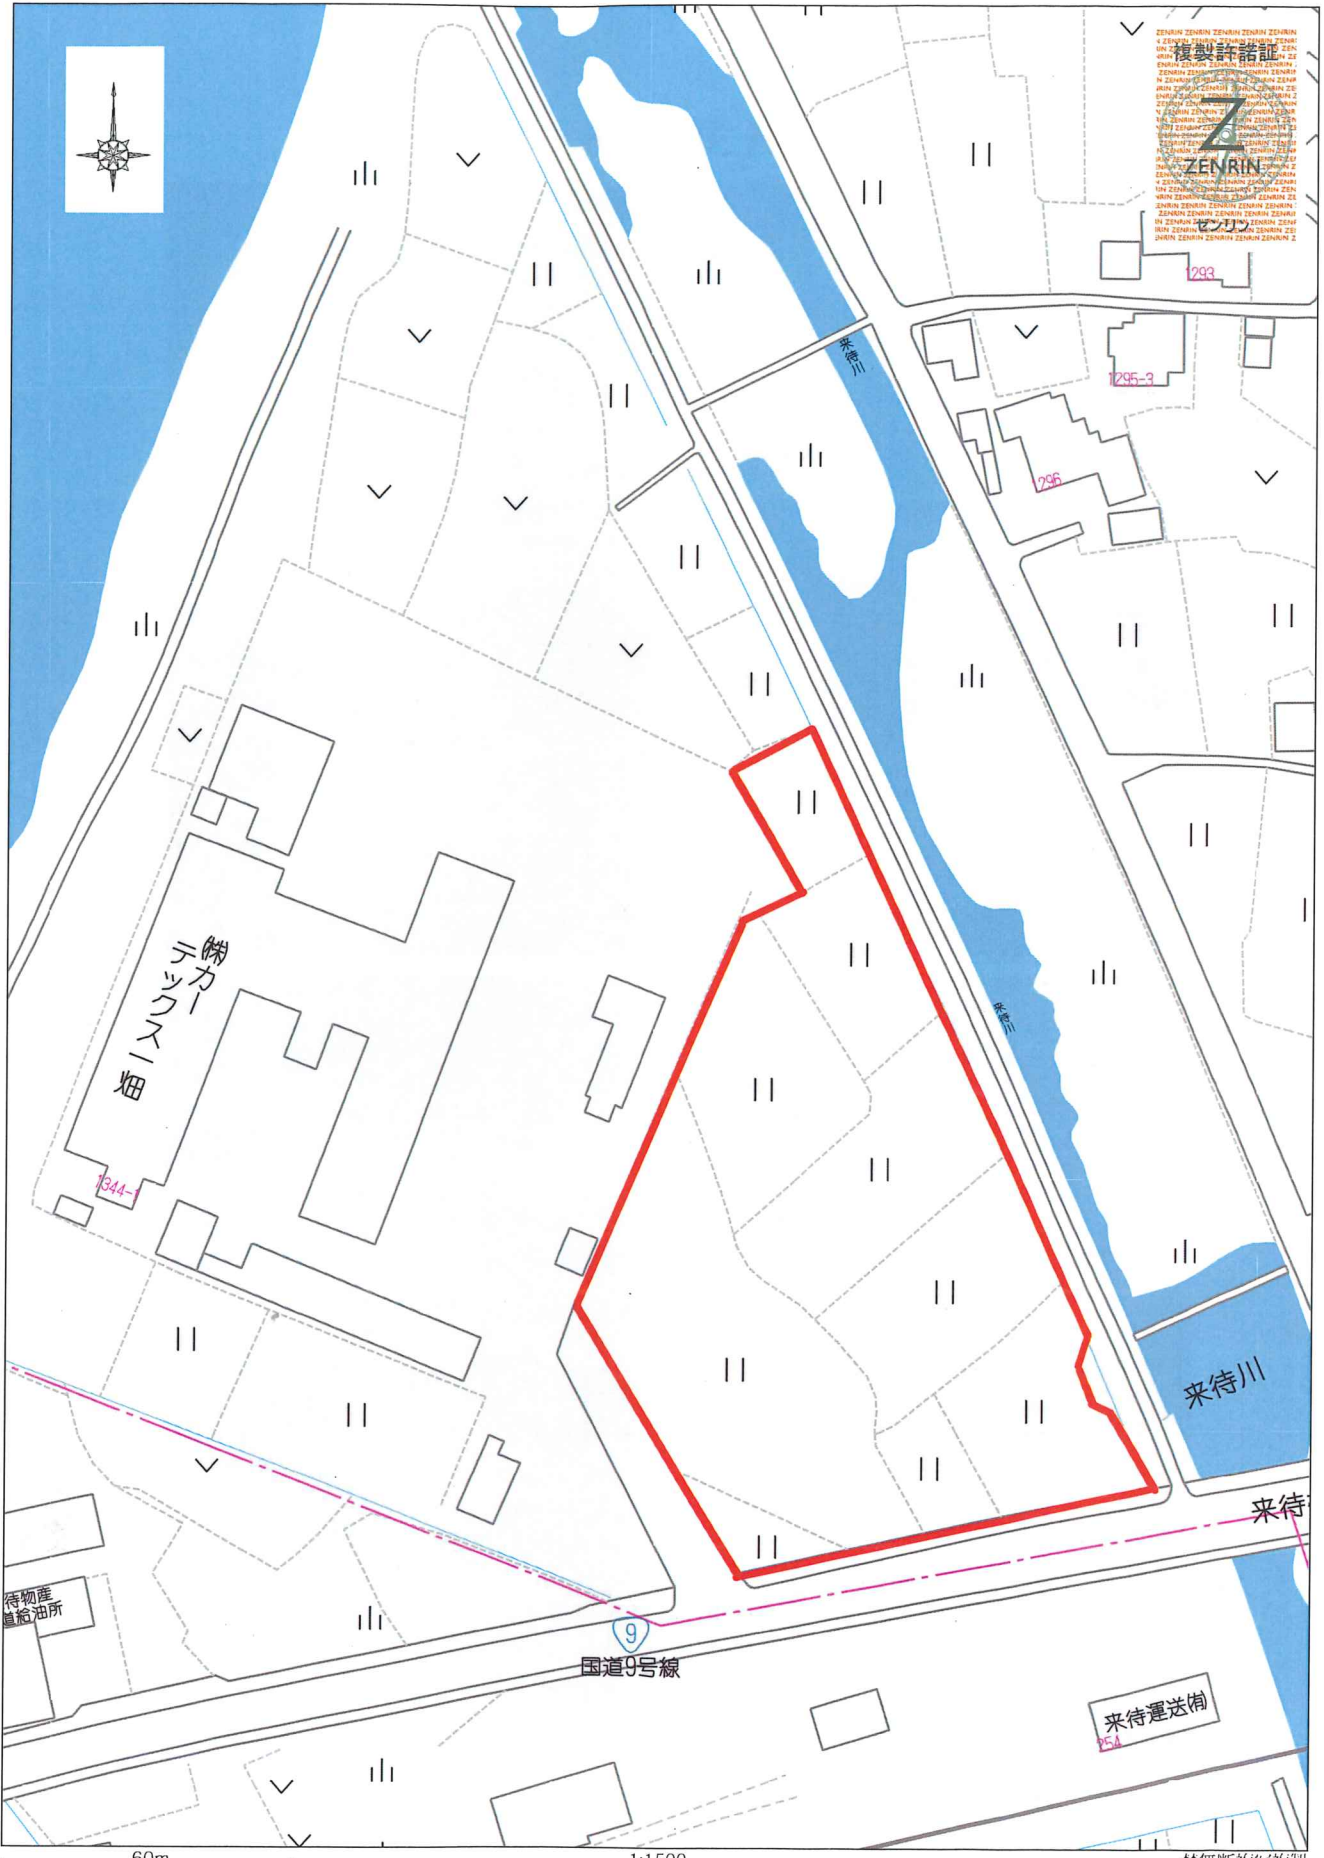 複製許諾証
Z
ZENRIN
ゼンリン
1293
来待川
1295-3
1296
㈱カー
テックス一畑
来待川
1344-1
来待川
来待
待物産
道給油所
9
国道9号線
来待運送㈲
254
60m
1:1500